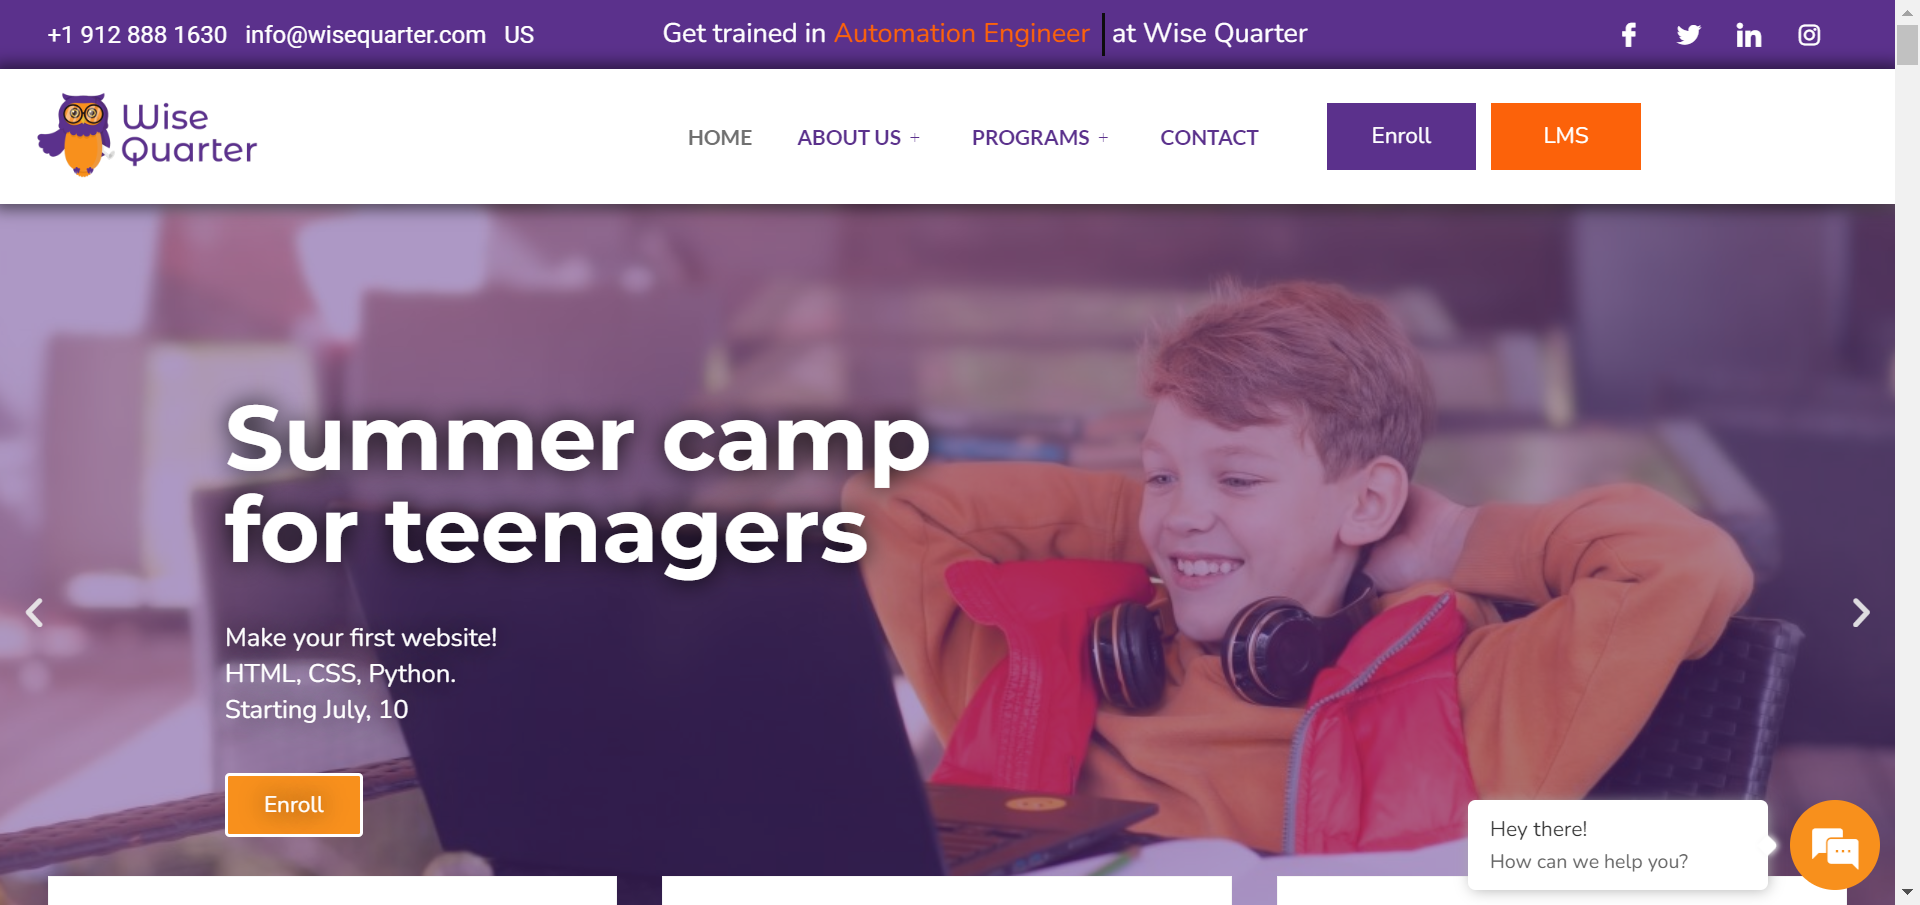 +1 912 888 1630 info@wisequarter.com US
Get trained in Automation Engineer at Wise Quarter
Wise
Quarter
HOME
ABOUT US +
PROGRAMS +
CONTACT
Enroll
LMS
Summer camp
for teenagers
Make your first website!
HTML, CSS, Python.
Starting July, 10
Enroll
Hey there!
How can we help you?